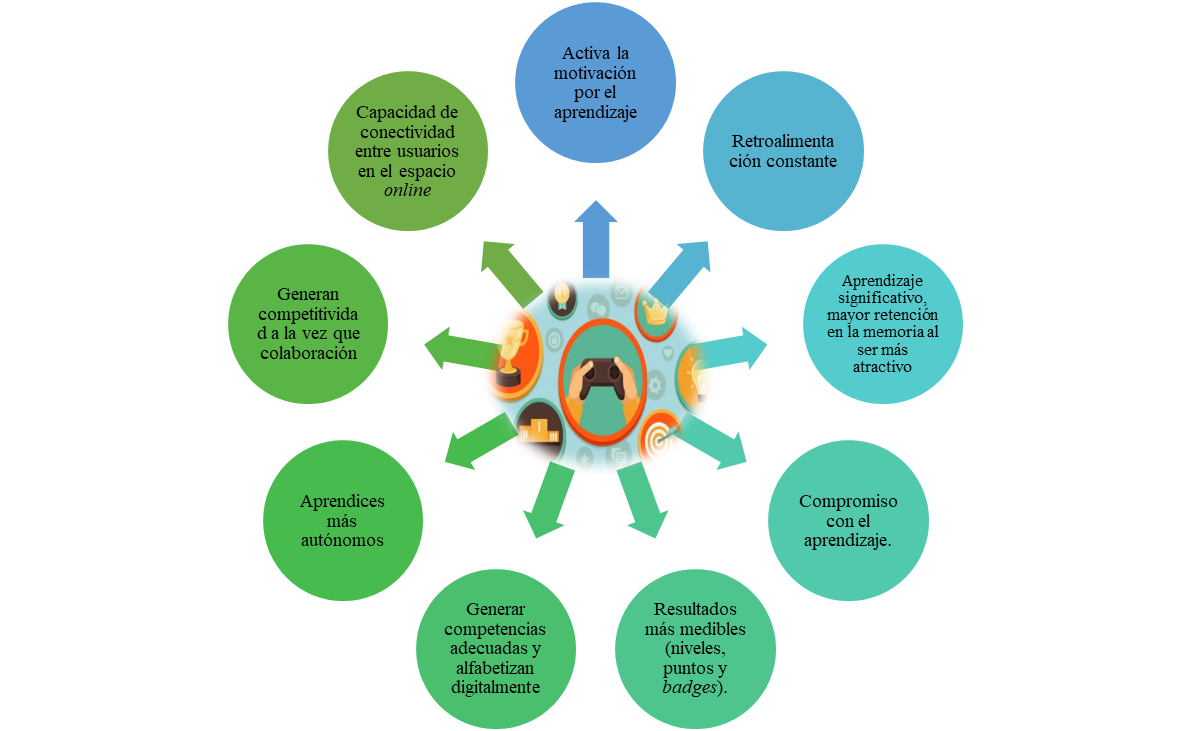 Activa la
motivación
por el
aprendizaje
Retroalimenta
ción constante
Aprendizaje
significativo,
mayor retención
en la memoria al
ser más
atractivo
Compromiso
con el
aprendizaje.
Resultados
más medibles
(niveles,
puntos y
badges).
Generar
competencias
adecuadas y
alfabetizan
digitalmente
Aprendices
más
autónomos
Generan
competitivida
d a la vez que
colaboración
Capacidad de
conectividad
entre usuarios
en el espacio
online